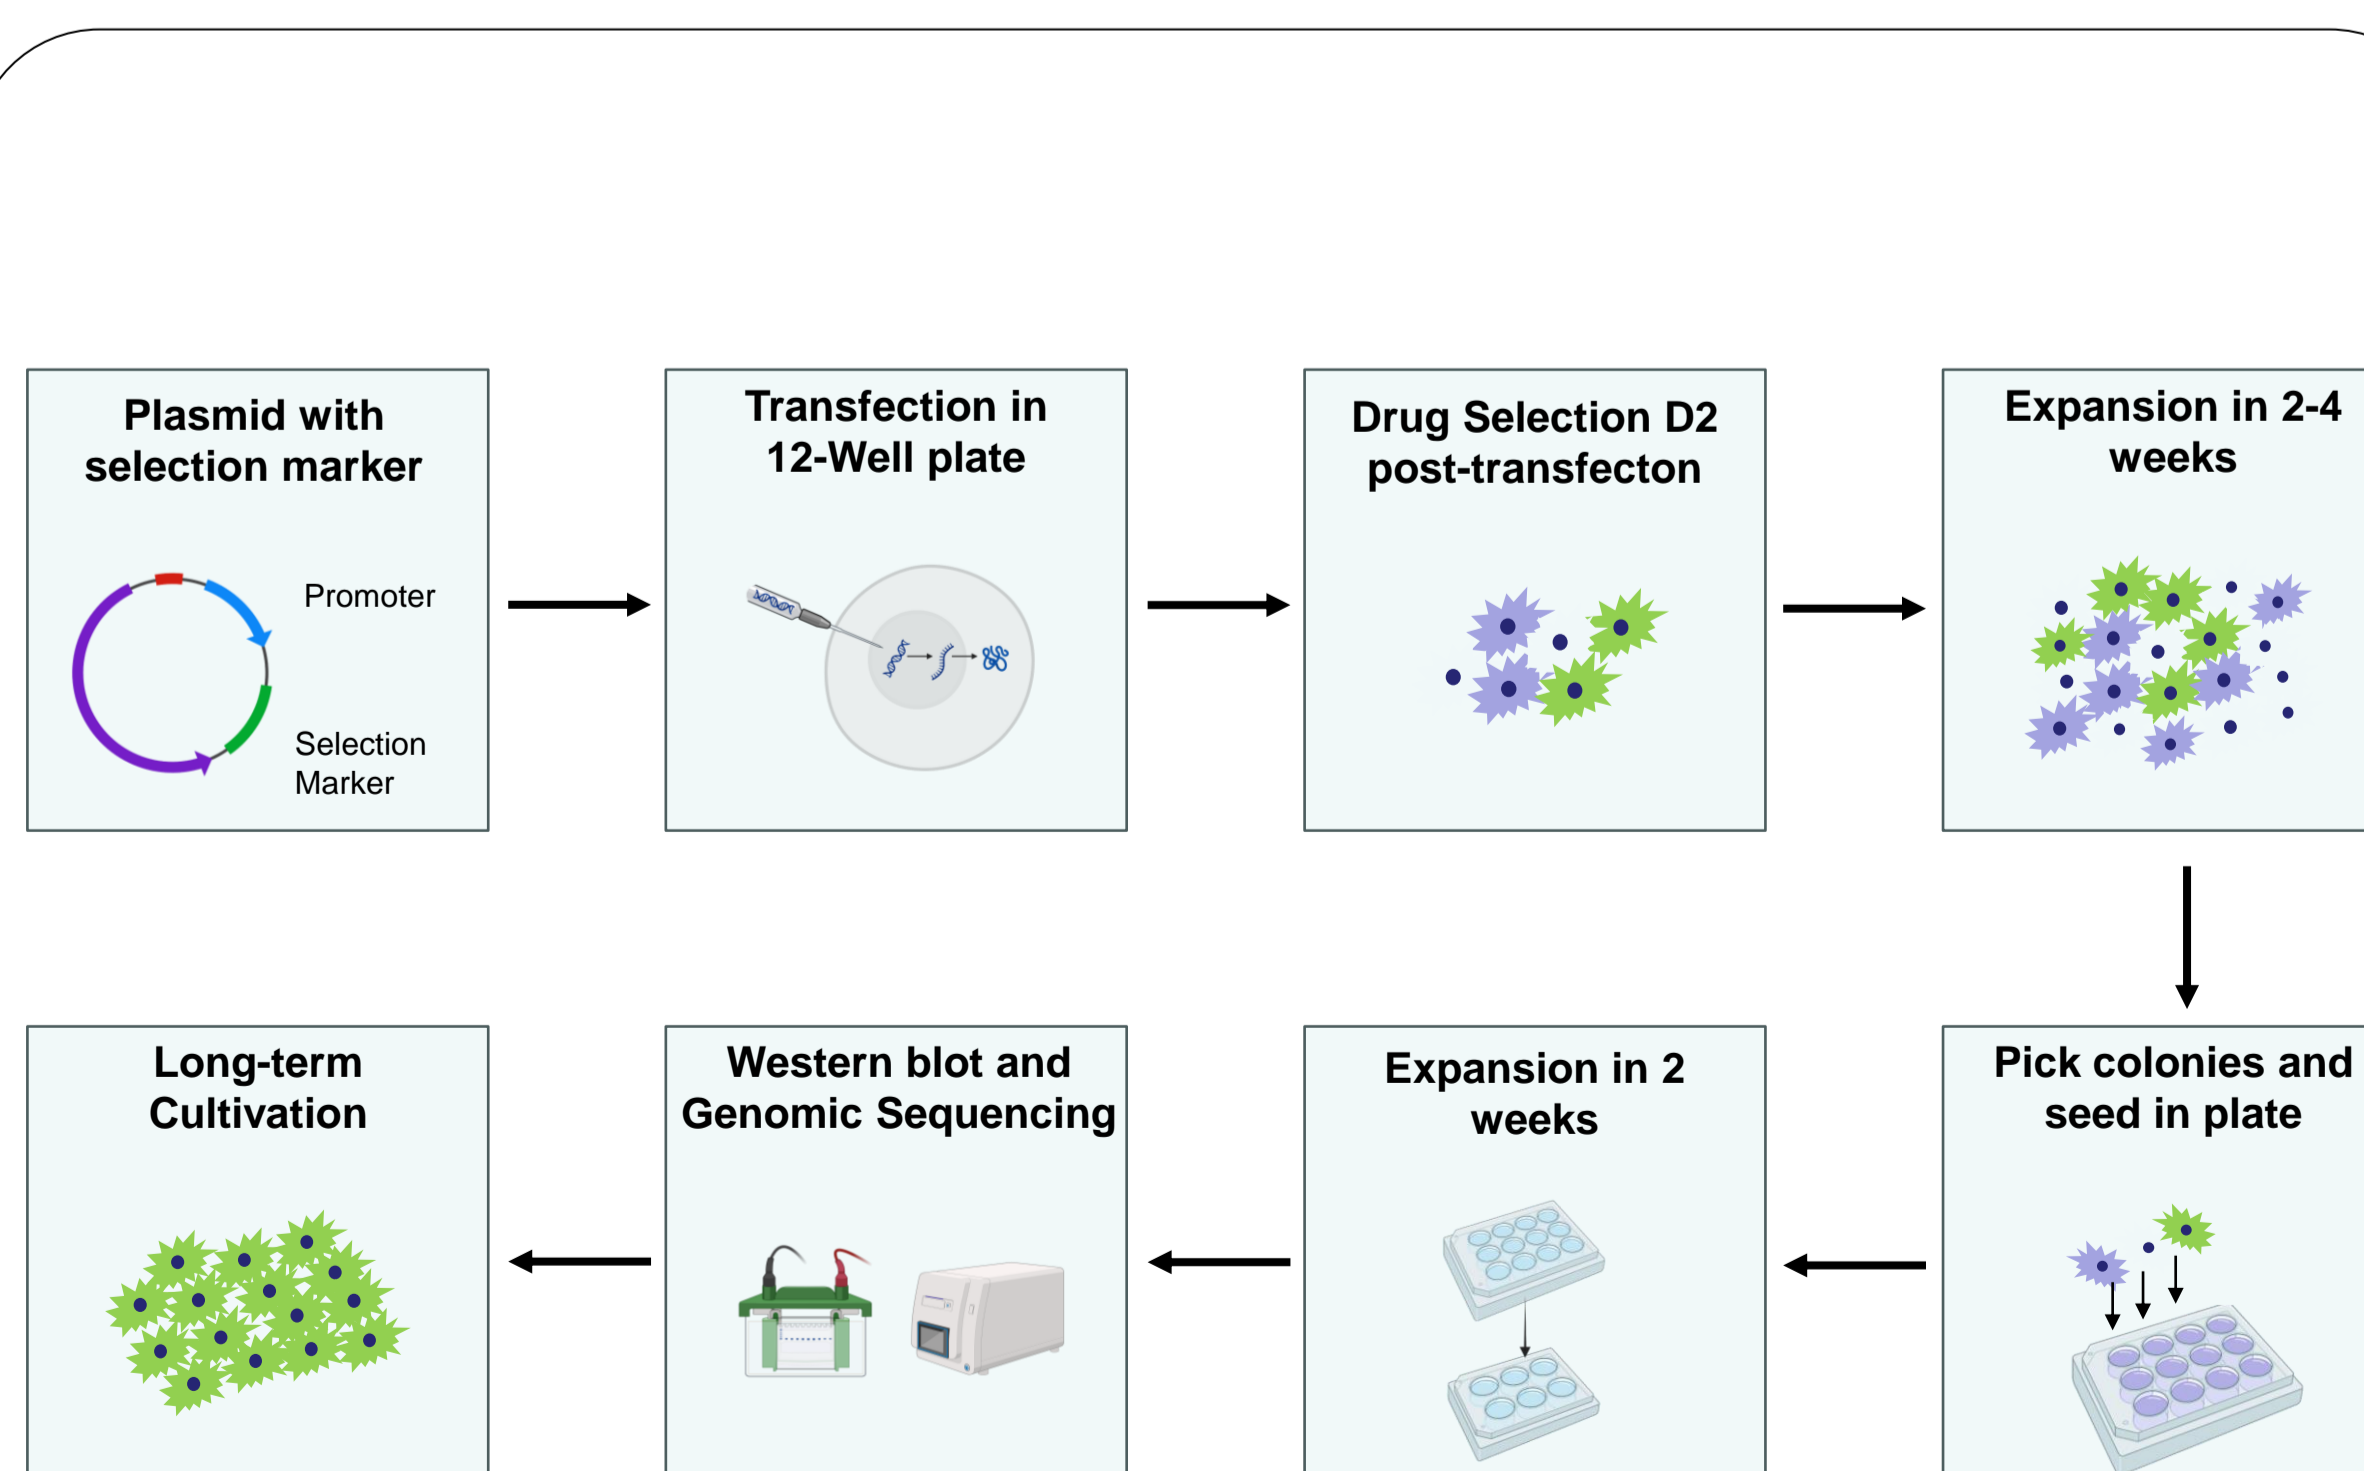 Plasmid with
selection marker
Promoter
Selection
Marker
Transfection in
12-Well plate
Drug Selection D2
post-transfecton
Expansion in 2-4
weeks
Pick colonies and
seed in plate
Expansion in 2
weeks
Western blot and
Genomic Sequencing
Long-term
Cultivation